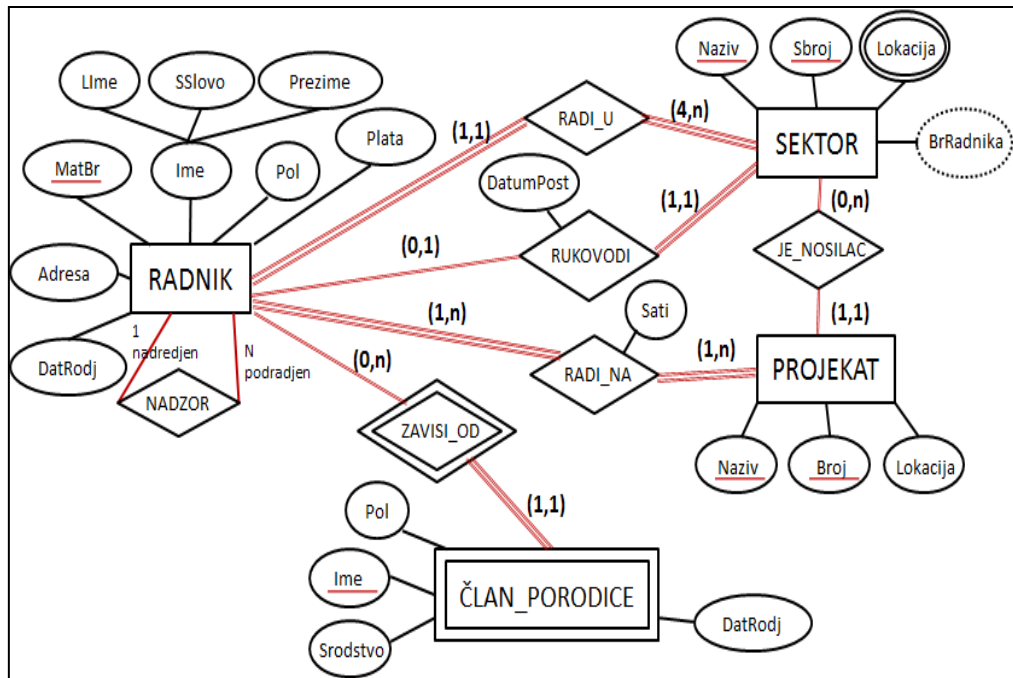 Naziv
Sbroj
Lokacija
LIme
SSlovo
Prezime
RADI_U
(1,1)
(4,n)
SEKTOR
BrRadnika
Plata
MatBr
Ime
Pol
DatumPost
(1,1)
(0,n)
(0,1)
RUKOVODI
JE_NOSILAC
Adresa
RADNIK
(1,n)
Sati
(1,1)
DatRodj
1
nadredjen
N
podradjen
(0,n)
(1,n)
RADI_NA
PROJEKAT
NADZOR
ZAVISI_OD
Naziv
Broj
Lokacija
(1,1)
Pol
Ime
ČLAN_PORODICE
DatRodj
Srodstvo